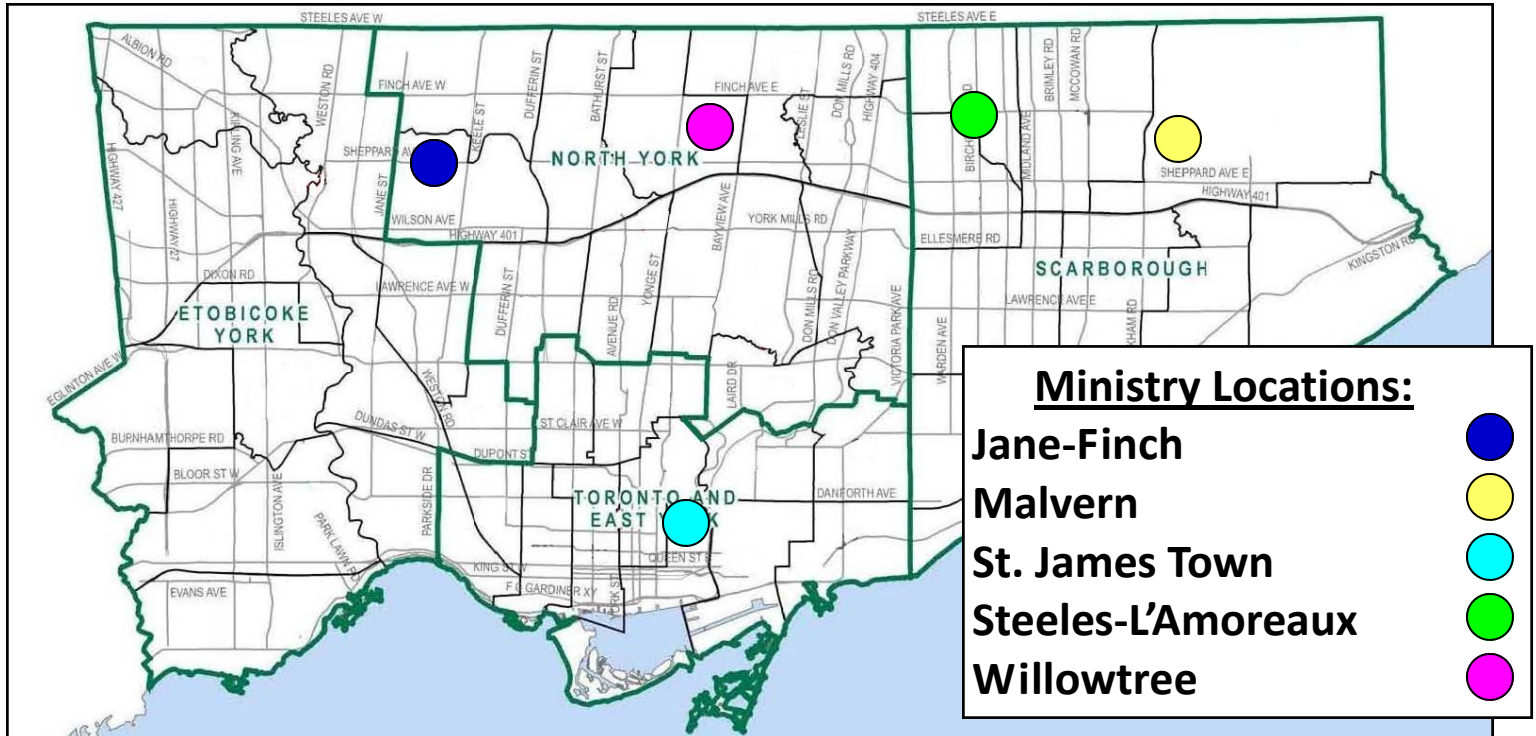 STEELES AVE W
STEELES AVE E
ALBION RD
WESTON RD
FINCH AVE W
KEELE ST
DUFFERIN ST
BATHURST ST
FINCH AVE E
LESLIE ST
DON MILLS RD
HIGHWAY 404
BRIMLEY RD
MCCOWAN RD
KIPLING AVE
SHEPPARD
NORTH YORK
MIDLAND AVE
SHEPPARD AVE E
HIGHWAY 427
HIGHWAY 27
JANE ST
WILSON AVE
HIGHWAY 401
BAYVIEW AVE
YORK MILLS RD
HIGHWAY 401
ELLESMERE RD
SCARBOROUGH
KINGSTON RD
DIXON RD
LAWRENCE AVE W
DUFFERIN ST
AVENUE RD
YONGE ST
DON MILLS RD
DON VALLEY PARKWAY
VICTORIA PARK AVE
WARDEN AVE
LAWRENCE AVE E
ETOBICOKE
YORK
EGLINTON AVE W
WESTON RD
LAIRD DR
BURNHAMTHORPE RD
DUNDAS ST W
ST CLAIR AVE W
BLOOR ST W
DUPONT ST
ISLINGTON AVE
PARK LAWN RD
PARKSIDE DR
TORONTO AND
EAST
DANFORTH AVE
QUEEN ST E
KING ST W
F G GARDINER XY
YORK ST
EVANS AVE
Ministry Locations:
Jane-Finch
Malvern
St. James Town
Steeles-L’Amoreaux
Willowtree